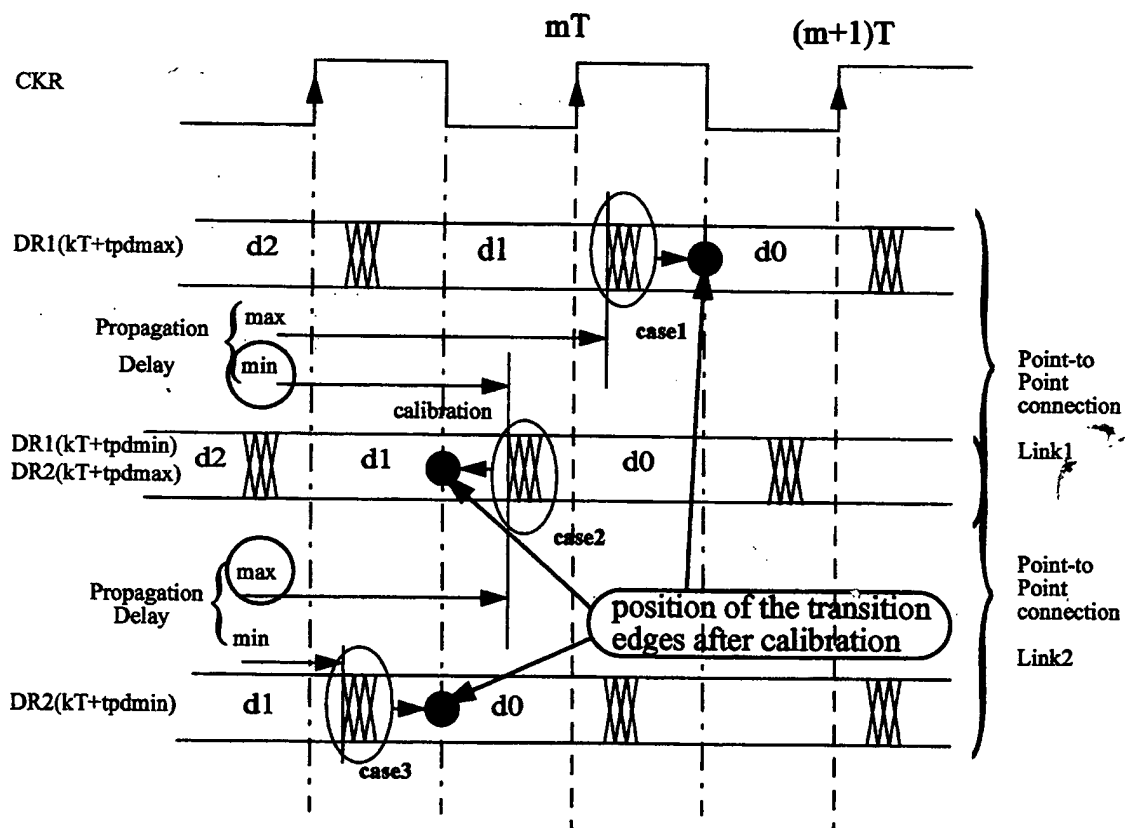 mT
(m+1)T
CKR
DR1(kT+tpdmax)
d2
d1
d0
Propagation
Delay
max
min
case1
calibration
Point-to
Point
connection
Link1
DR1(kT+tpdmin)
DR2(kT+tpdmax)
d2
d1
d0
case2
Propagation
Delay
max
min
position of the transition
edges after calibration
Point-to
Point
connection
Link2
DR2(kT+tpdmin)
d1
d0
case3